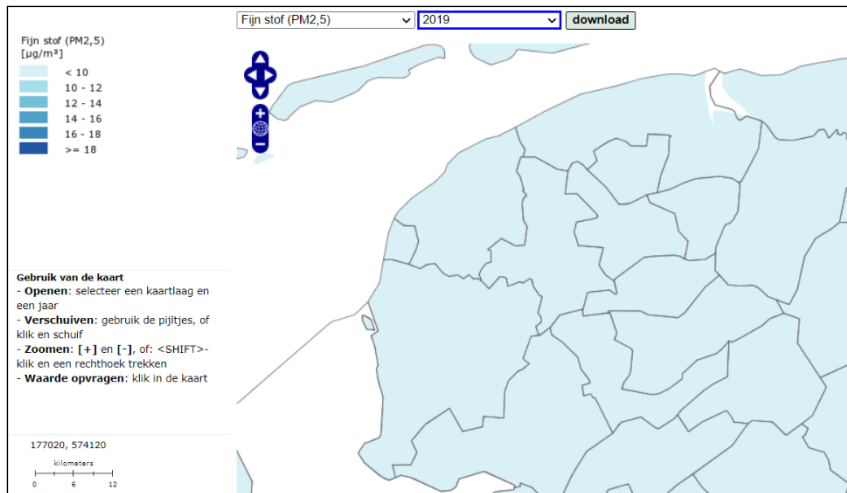 Fijn stof (PM2,5)
2019
download
Fijn stof (PM2,5)
[µg/m³]
< 10
10 - 12
12 - 14
14 - 16
16 - 18
>= 18
Gebruik van de kaart
- Openen: selecteer een kaartlaag en
een jaar
- Verschuiven: gebruik de pijltjes, of
klik en schuif
- Zoomen: [+] en [-], of: <SHIFT>-
klik en een rechthoek trekken
- Waarde opvragen: klik in de kaart
177020, 574120
kilometers
0 6 12